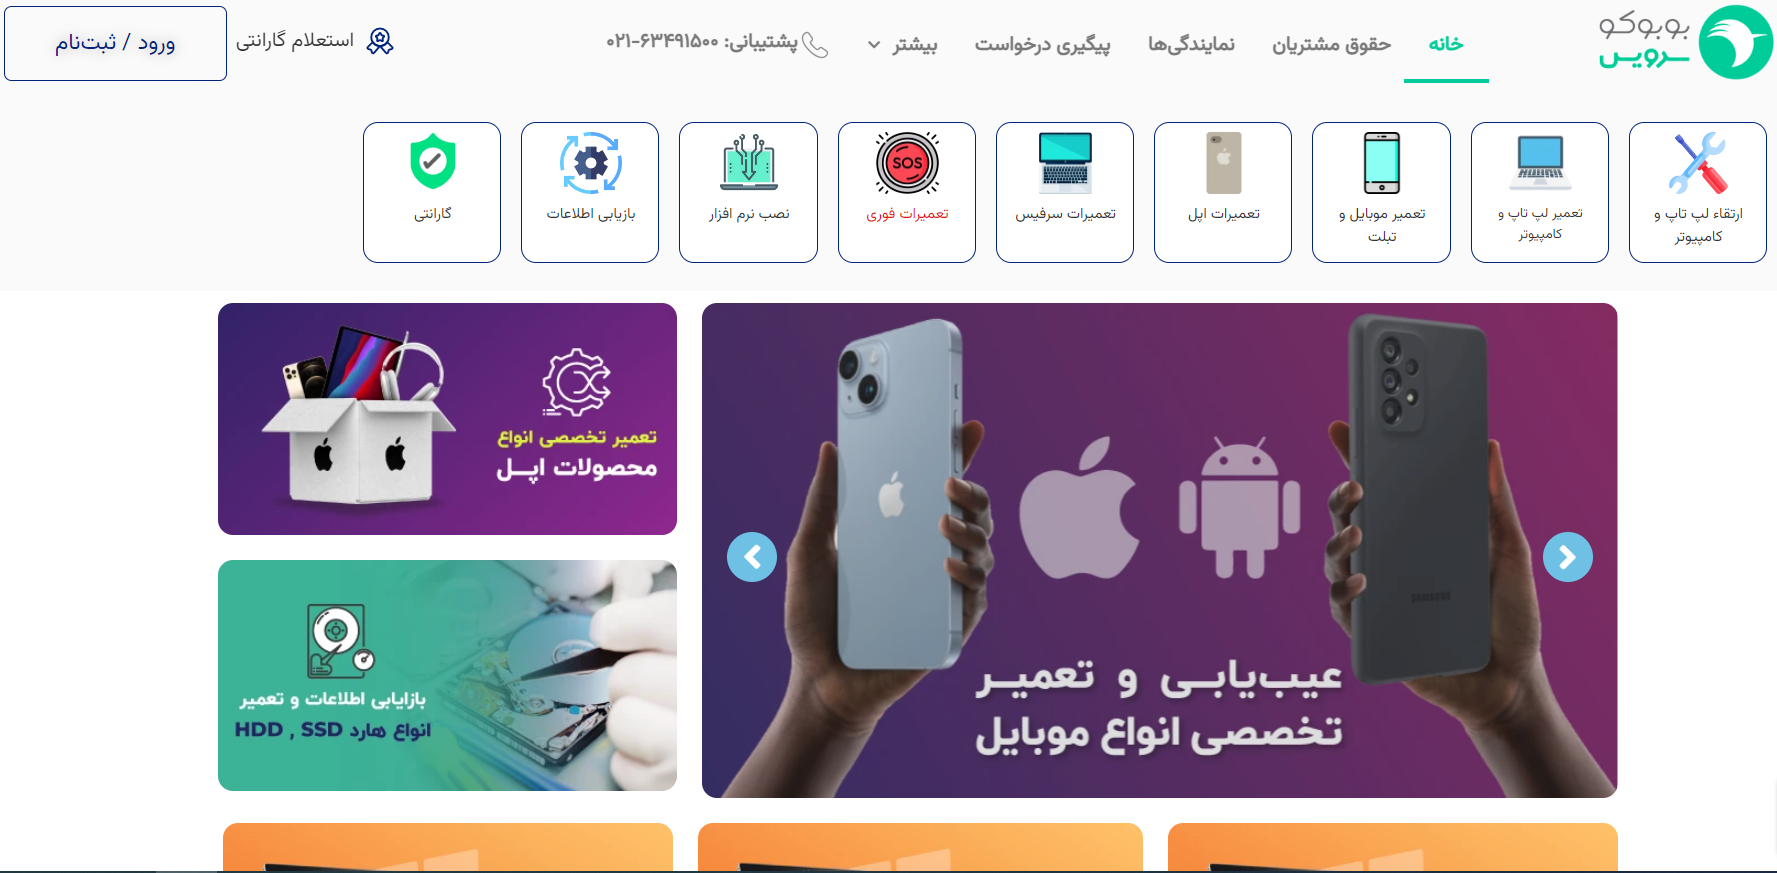 بوبوکو
سرویس
خانه
حقوق مشتریان
نمایندگی‌ها
پیگیری درخواست
بیشتر
پشتیبانی: ۶۳۴۹۱۵۰۰-۰۲۱
استعلام گارانتی
ورود / ثبت‌نام
ارتقاء لپ تاپ و
کامپیوتر
تعمیر لپ تاپ و
کامپیوتر
تعمیر موبایل و
تبلت
تعمیرات اپل
تعمیرات سرفیس
SOS
تعمیرات فوری
نصب نرم افزار
بازیابی اطلاعات
گارانتی
SAMSUNG
عیب‌یابی و تعمیر
تخصصی انواع موبایل
تعمیر تخصصی انواع
محصولات اپل
بازایابی اطلاعات و تعمیر
انواع هارد HDD , SSD